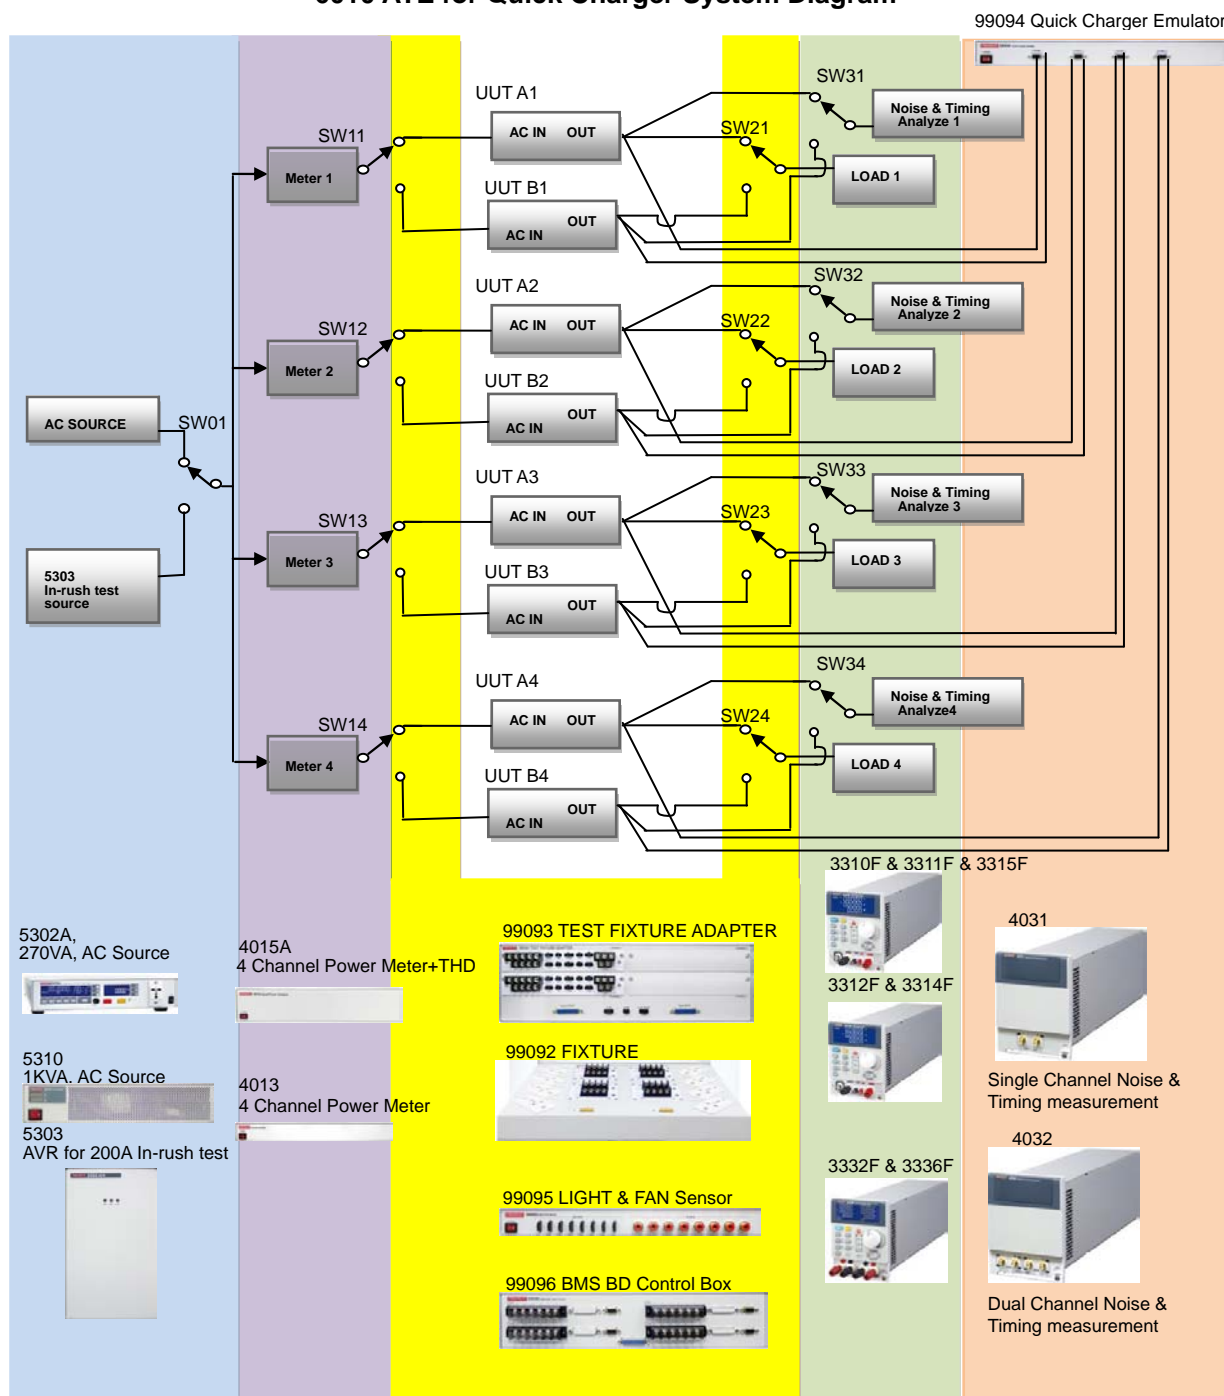 for Quick Charger System Diagram
99094 Quick Charger Emulator
UUT A1
SW31
Noise & Timing
Analyze 1
SW11
AC IN OUT
SW21
Meter 1
LOAD 1
UUT B1
OUT
AC IN
UUT A2
SW32
Noise & Timing
Analyze 2
SW12
AC IN OUT
SW22
Meter 2
LOAD 2
UUT B2
OUT
AC IN
AC SOURCE
SW01
UUT A3
SW33
Noise & Timing
Analyze 3
SW13
AC IN OUT
SW23
Meter 3
LOAD 3
5303
In-rush test
source
UUT B3
OUT
AC IN
UUT A4
SW34
Noise & Timing
Analyze4
SW14
AC IN OUT
SW24
Meter 4
LOAD 4
UUT B4
OUT
AC IN
5302A,
270VA, AC Source
5310
1KVA. AC Source
5303
AVR for 200A In-rush test
4015A
4 Channel Power Meter+THD
4013
4 Channel Power Meter
99093 TEST FIXTURE ADAPTER
99092 FIXTURE
99095 LIGHT & FAN Sensor
99096 BMS BD Control Box
3310F & 3311F & 3315F
3312F & 3314F
3332F & 3336F
4031
Single Channel Noise &
Timing measurement
4032
Dual Channel Noise &
Timing measurement